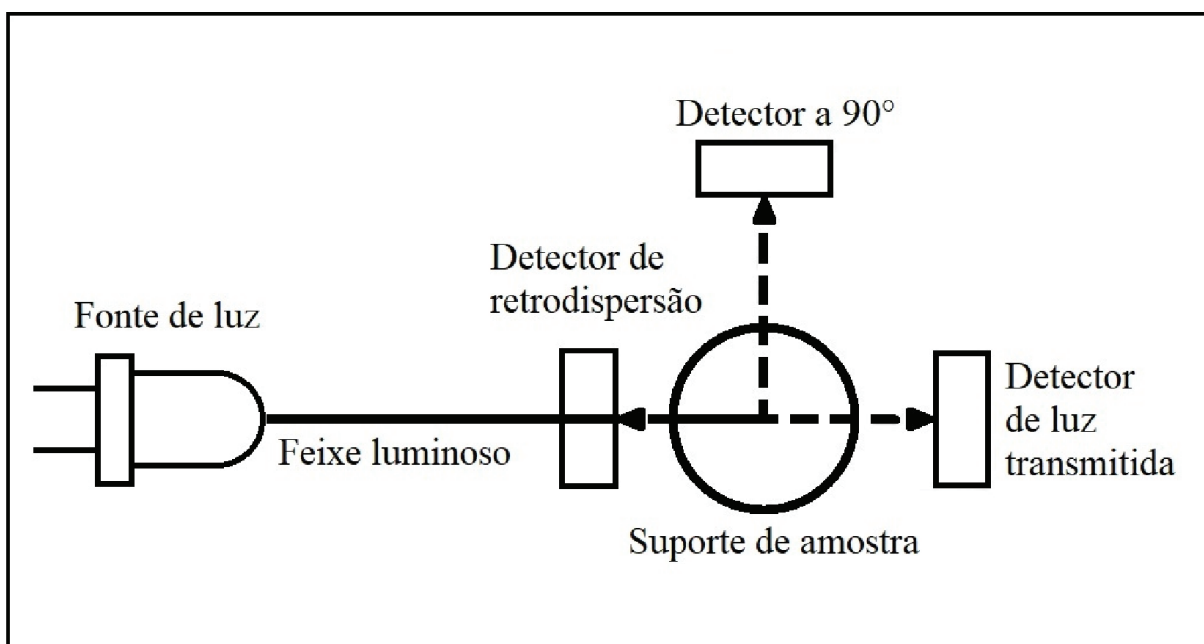 Detector a 90°
Detector de
retrodispersão
Fonte de luz
Feixe luminoso
Detector
de luz
transmitida
Suporte de amostra